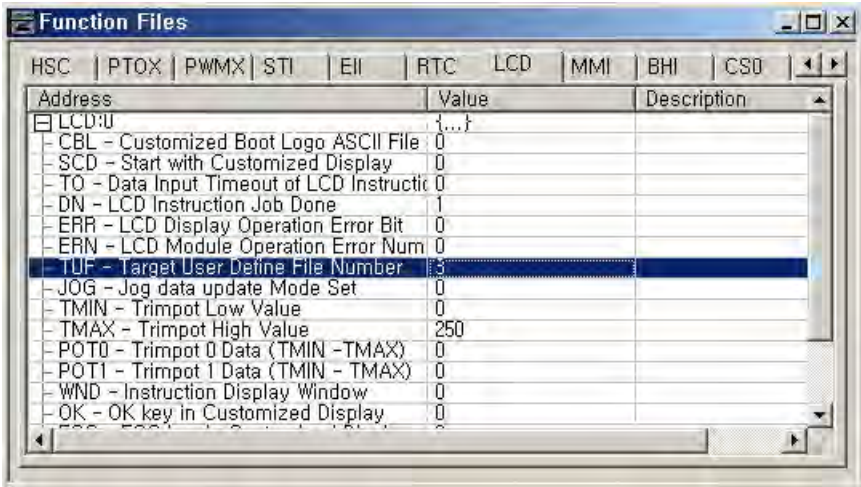 Function Files
HSC PTOX PWMX STI EII RTC LCD MMI BHI CS0
Address Value Description
LCD:0 {...}
CBL - Customized Boot Logo ASCII File 0
SCD - Start with Customized Display 0
TO - Data Input Timeout of LCD Instructic 0
DN - LCD Instruction Job Done 1
ERR - LCD Display Operation Error Bit 0
ERN - LCD Module Operation Error Num 0
TUF - Target User Define File Number 3
JOG - Jog data update Mode Set 0
TMIN - Trimpot Low Value 0
TMAX - Trimpot High Value 250
POT0 - Trimpot 0 Data (TMIN -TMAX) 0
POT1 - Trimpot 1 Data (TMIN - TMAX) 0
WND - Instruction Display Window 0
OK - OK key in Customized Display 0